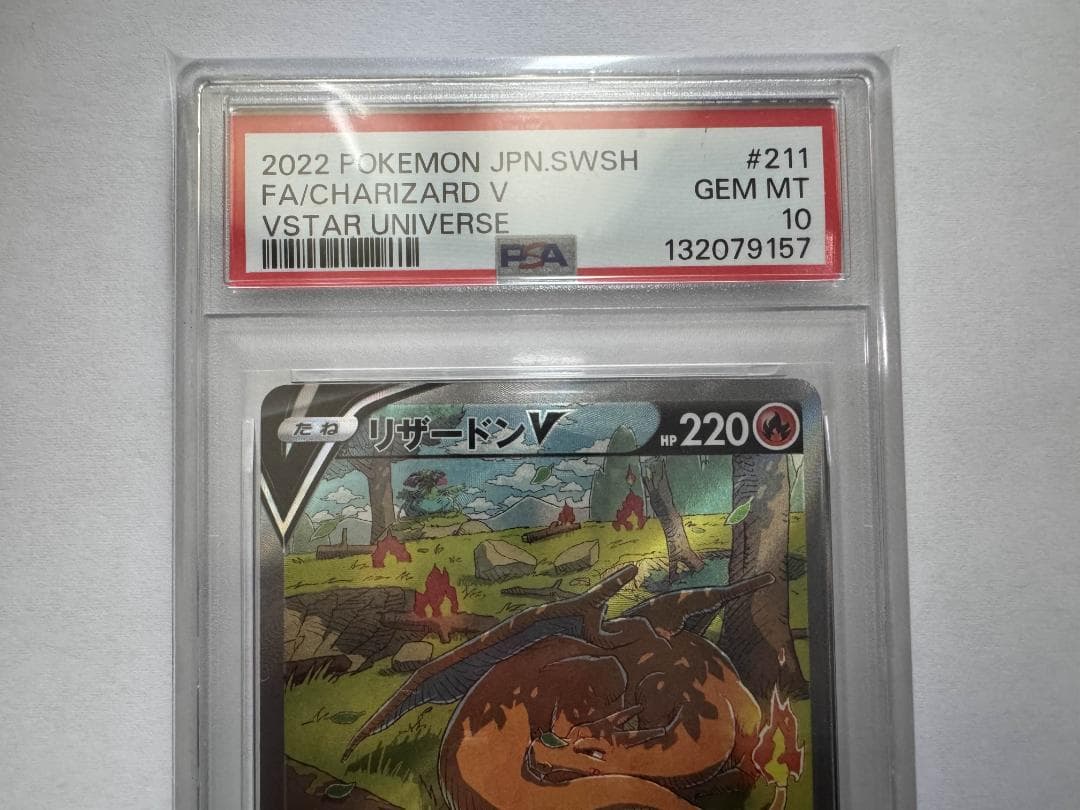 2022 POKEMON JPN.SWSH #211
FA/CHARIZARD V GEM MT
VSTAR UNIVERSE 10
132079157
PSA
たね リザードンV HP 220